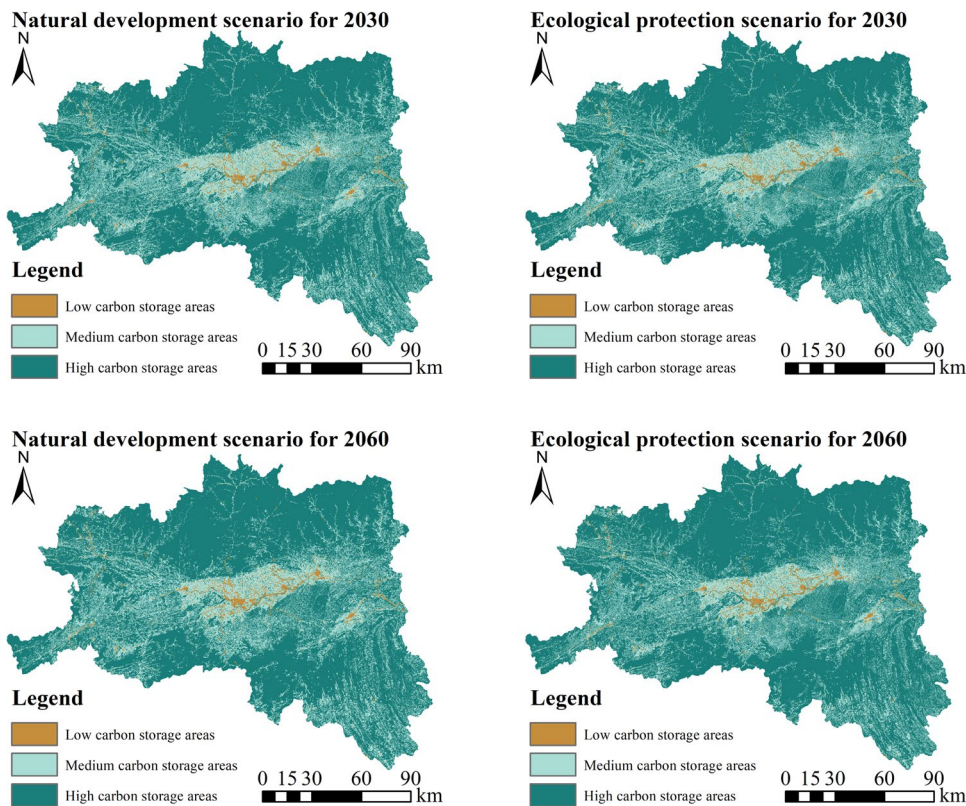 Natural development scenario for 2030
N
Legend
Low carbon storage areas
Medium carbon storage areas
High carbon storage areas
0 15 30 60 90
km
Ecological protection scenario for 2030
N
Legend
Low carbon storage areas
Medium carbon storage areas
High carbon storage areas
0 15 30 60 90
km
Natural development scenario for 2060
N
Legend
Low carbon storage areas
Medium carbon storage areas
High carbon storage areas
0 15 30 60 90
km
Ecological protection scenario for 2060
N
Legend
Low carbon storage areas
Medium carbon storage areas
High carbon storage areas
0 15 30 60 90
km